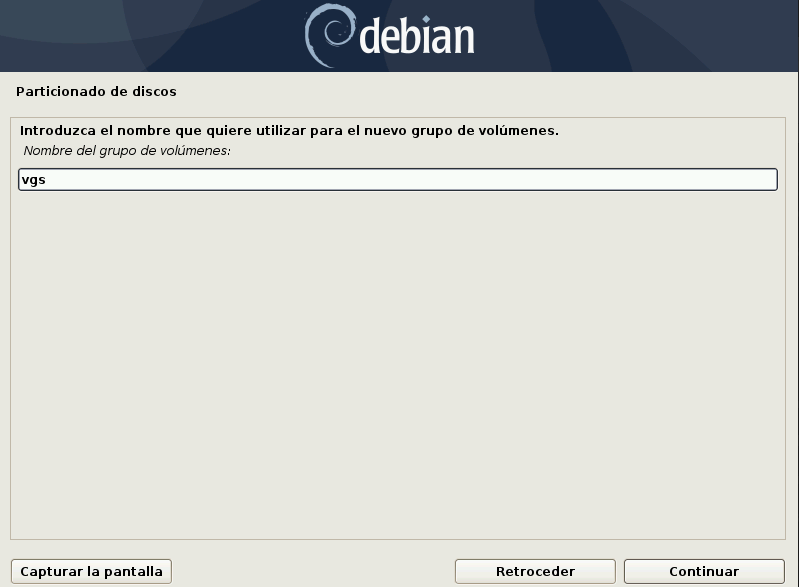 debian
Particionado de discos
Introduzca el nombre que quiere utilizar para el nuevo grupo de volúmenes.
Nombre del grupo de volúmenes:
vgs
Capturar la pantalla
Retroceder
Continuar